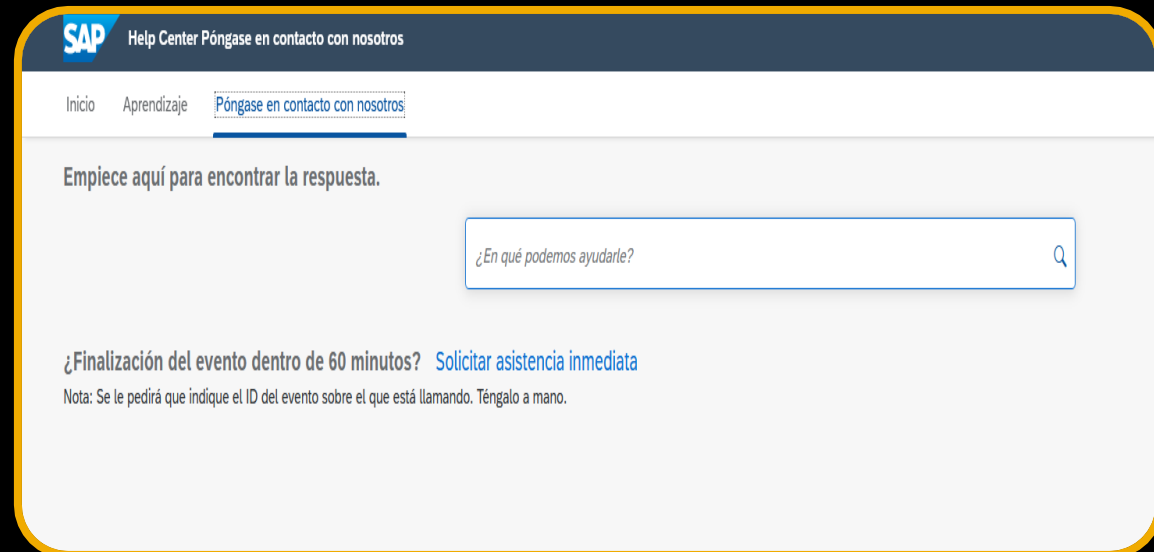 SAP Help Center Póngase en contacto con nosotros
Inicio Aprendizaje Póngase en contacto con nosotros
Empiece aquí para encontrar la respuesta.
¿En qué podemos ayudarle?
¿Finalización del evento dentro de 60 minutos? Solicitar asistencia inmediata
Nota: Se le pedirá que indique el ID del evento sobre el que está llamando. Téngalo a mano.